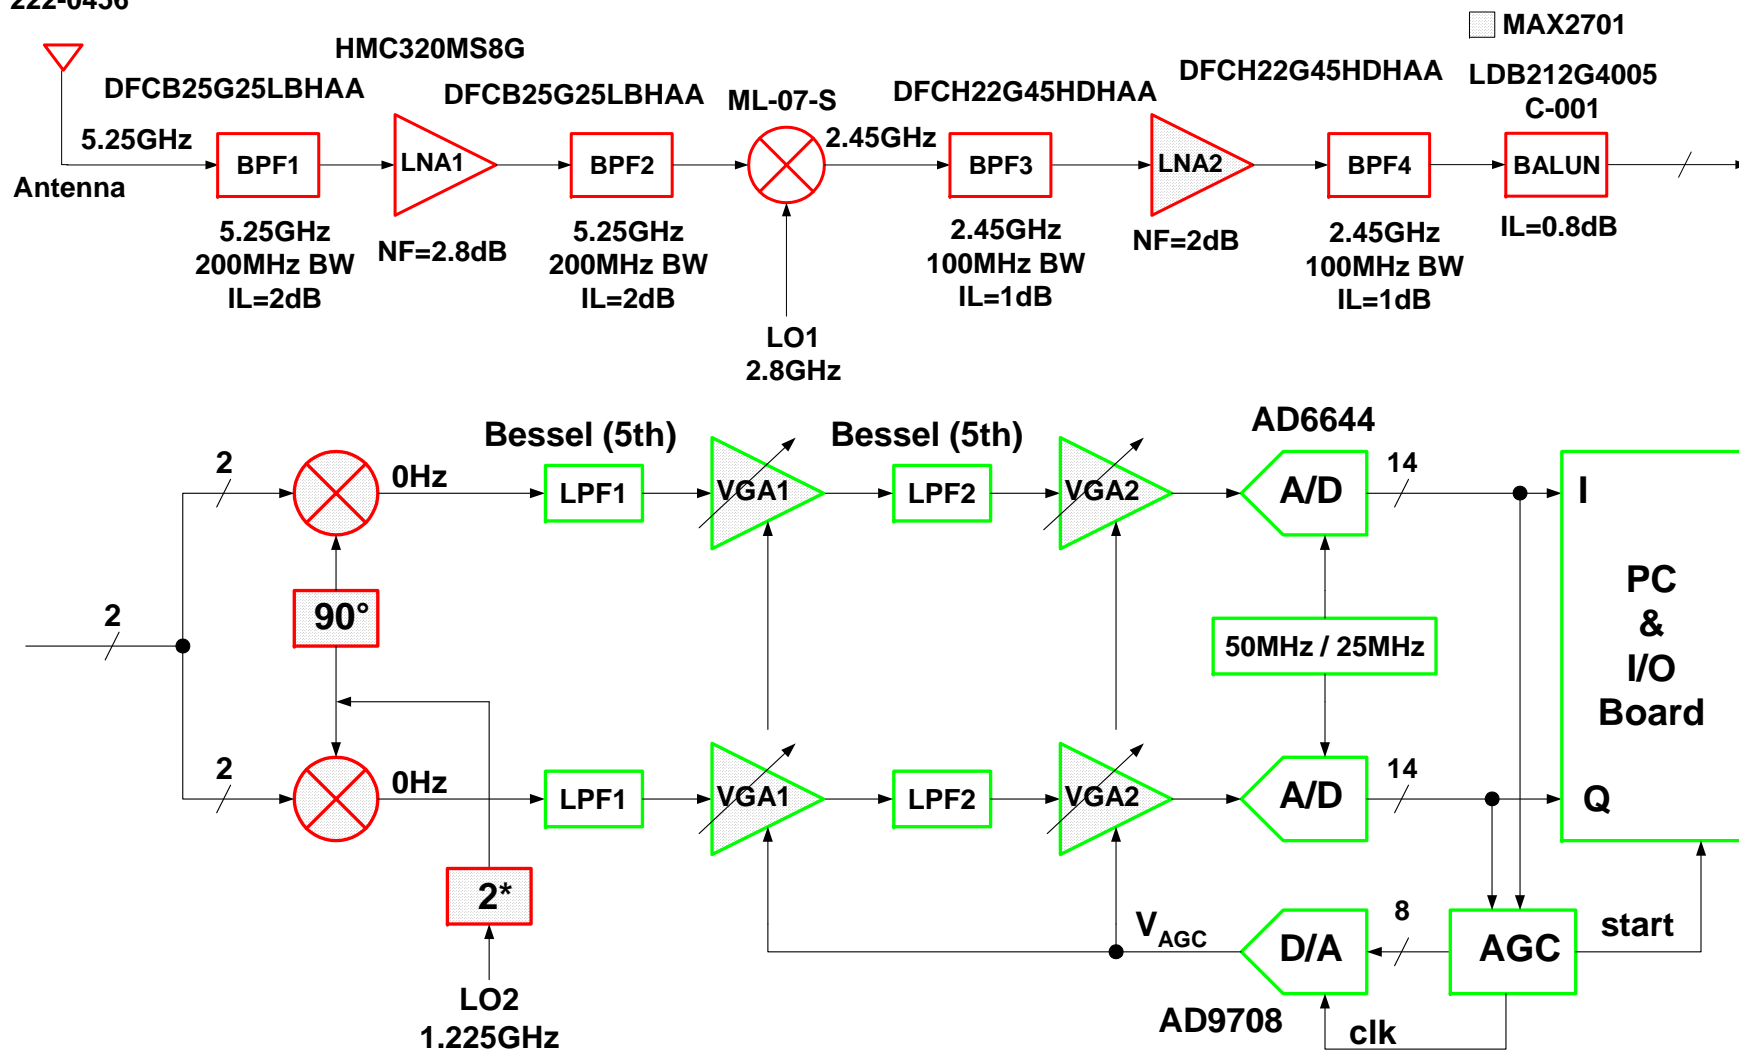 222-0456
MAX2701
HMC320MS8G
DFCB25G25LBHAA
DFCB25G25LBHAA
ML-07-S
DFCH22G45HDHAA
DFCH22G45HDHAA
LDB212G4005
C-001
5.25GHz
BPF1
LNA1
BPF2
2.45GHz
BPF3
LNA2
BPF4
BALUN
Antenna
5.25GHz
200MHz BW
IL=2dB
NF=2.8dB
5.25GHz
200MHz BW
IL=2dB
2.45GHz
100MHz BW
IL=1dB
NF=2dB
2.45GHz
100MHz BW
IL=1dB
IL=0.8dB
LO1
2.8GHz
Bessel (5th)
Bessel (5th)
AD6644
2
0Hz
LPF1
VGA1
LPF2
VGA2
A/D
14
I
90°
2
50MHz / 25MHz
PC
&
I/O
Board
2
0Hz
LPF1
VGA1
LPF2
VGA2
A/D
14
Q
2*
VAGC
D/A
8
AGC
start
LO2
1.225GHz
AD9708
clk